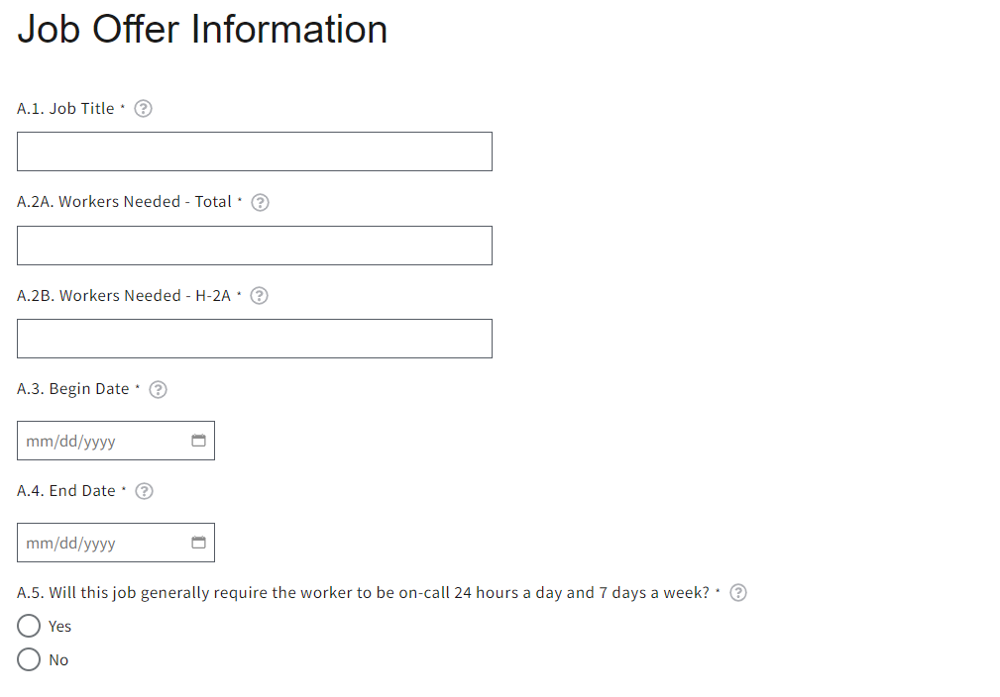 Job Offer Information
A.1. Job Title * ?
A.2A. Workers Needed - Total * ?
A.2B. Workers Needed - H-2A * ?
A.3. Begin Date * ?
mm/dd/yyyy
A.4. End Date * ?
mm/dd/yyyy
A.5. Will this job generally require the worker to be on-call 24 hours a day and 7 days a week? * ?
Yes
No